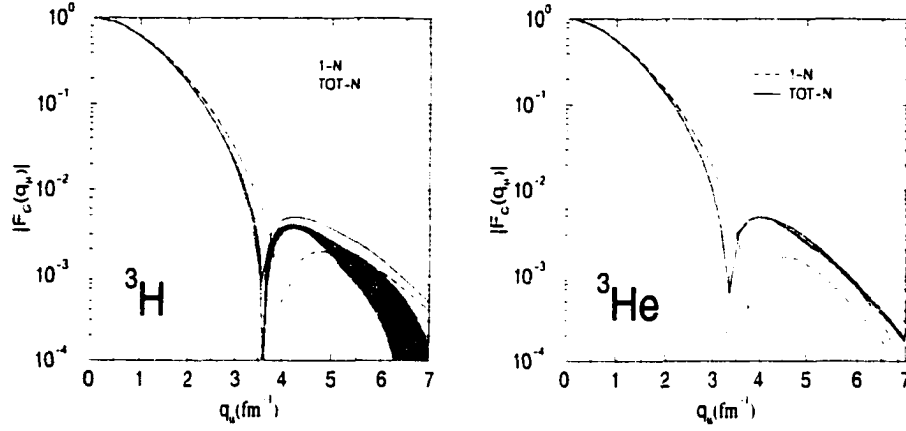 |F_C(q_μ)|
10^0
10^-1
10^-2
10^-3
10^-4
1-N
TOT-N
^3H
0 1 2 3 4 5 6 7
q_μ(fm^-1)
|F_C(q_μ)|
10^0
10^-1
10^-2
10^-3
10^-4
1-N
TOT-N
^3He
0 1 2 3 4 5 6 7
q_μ(fm^-1)